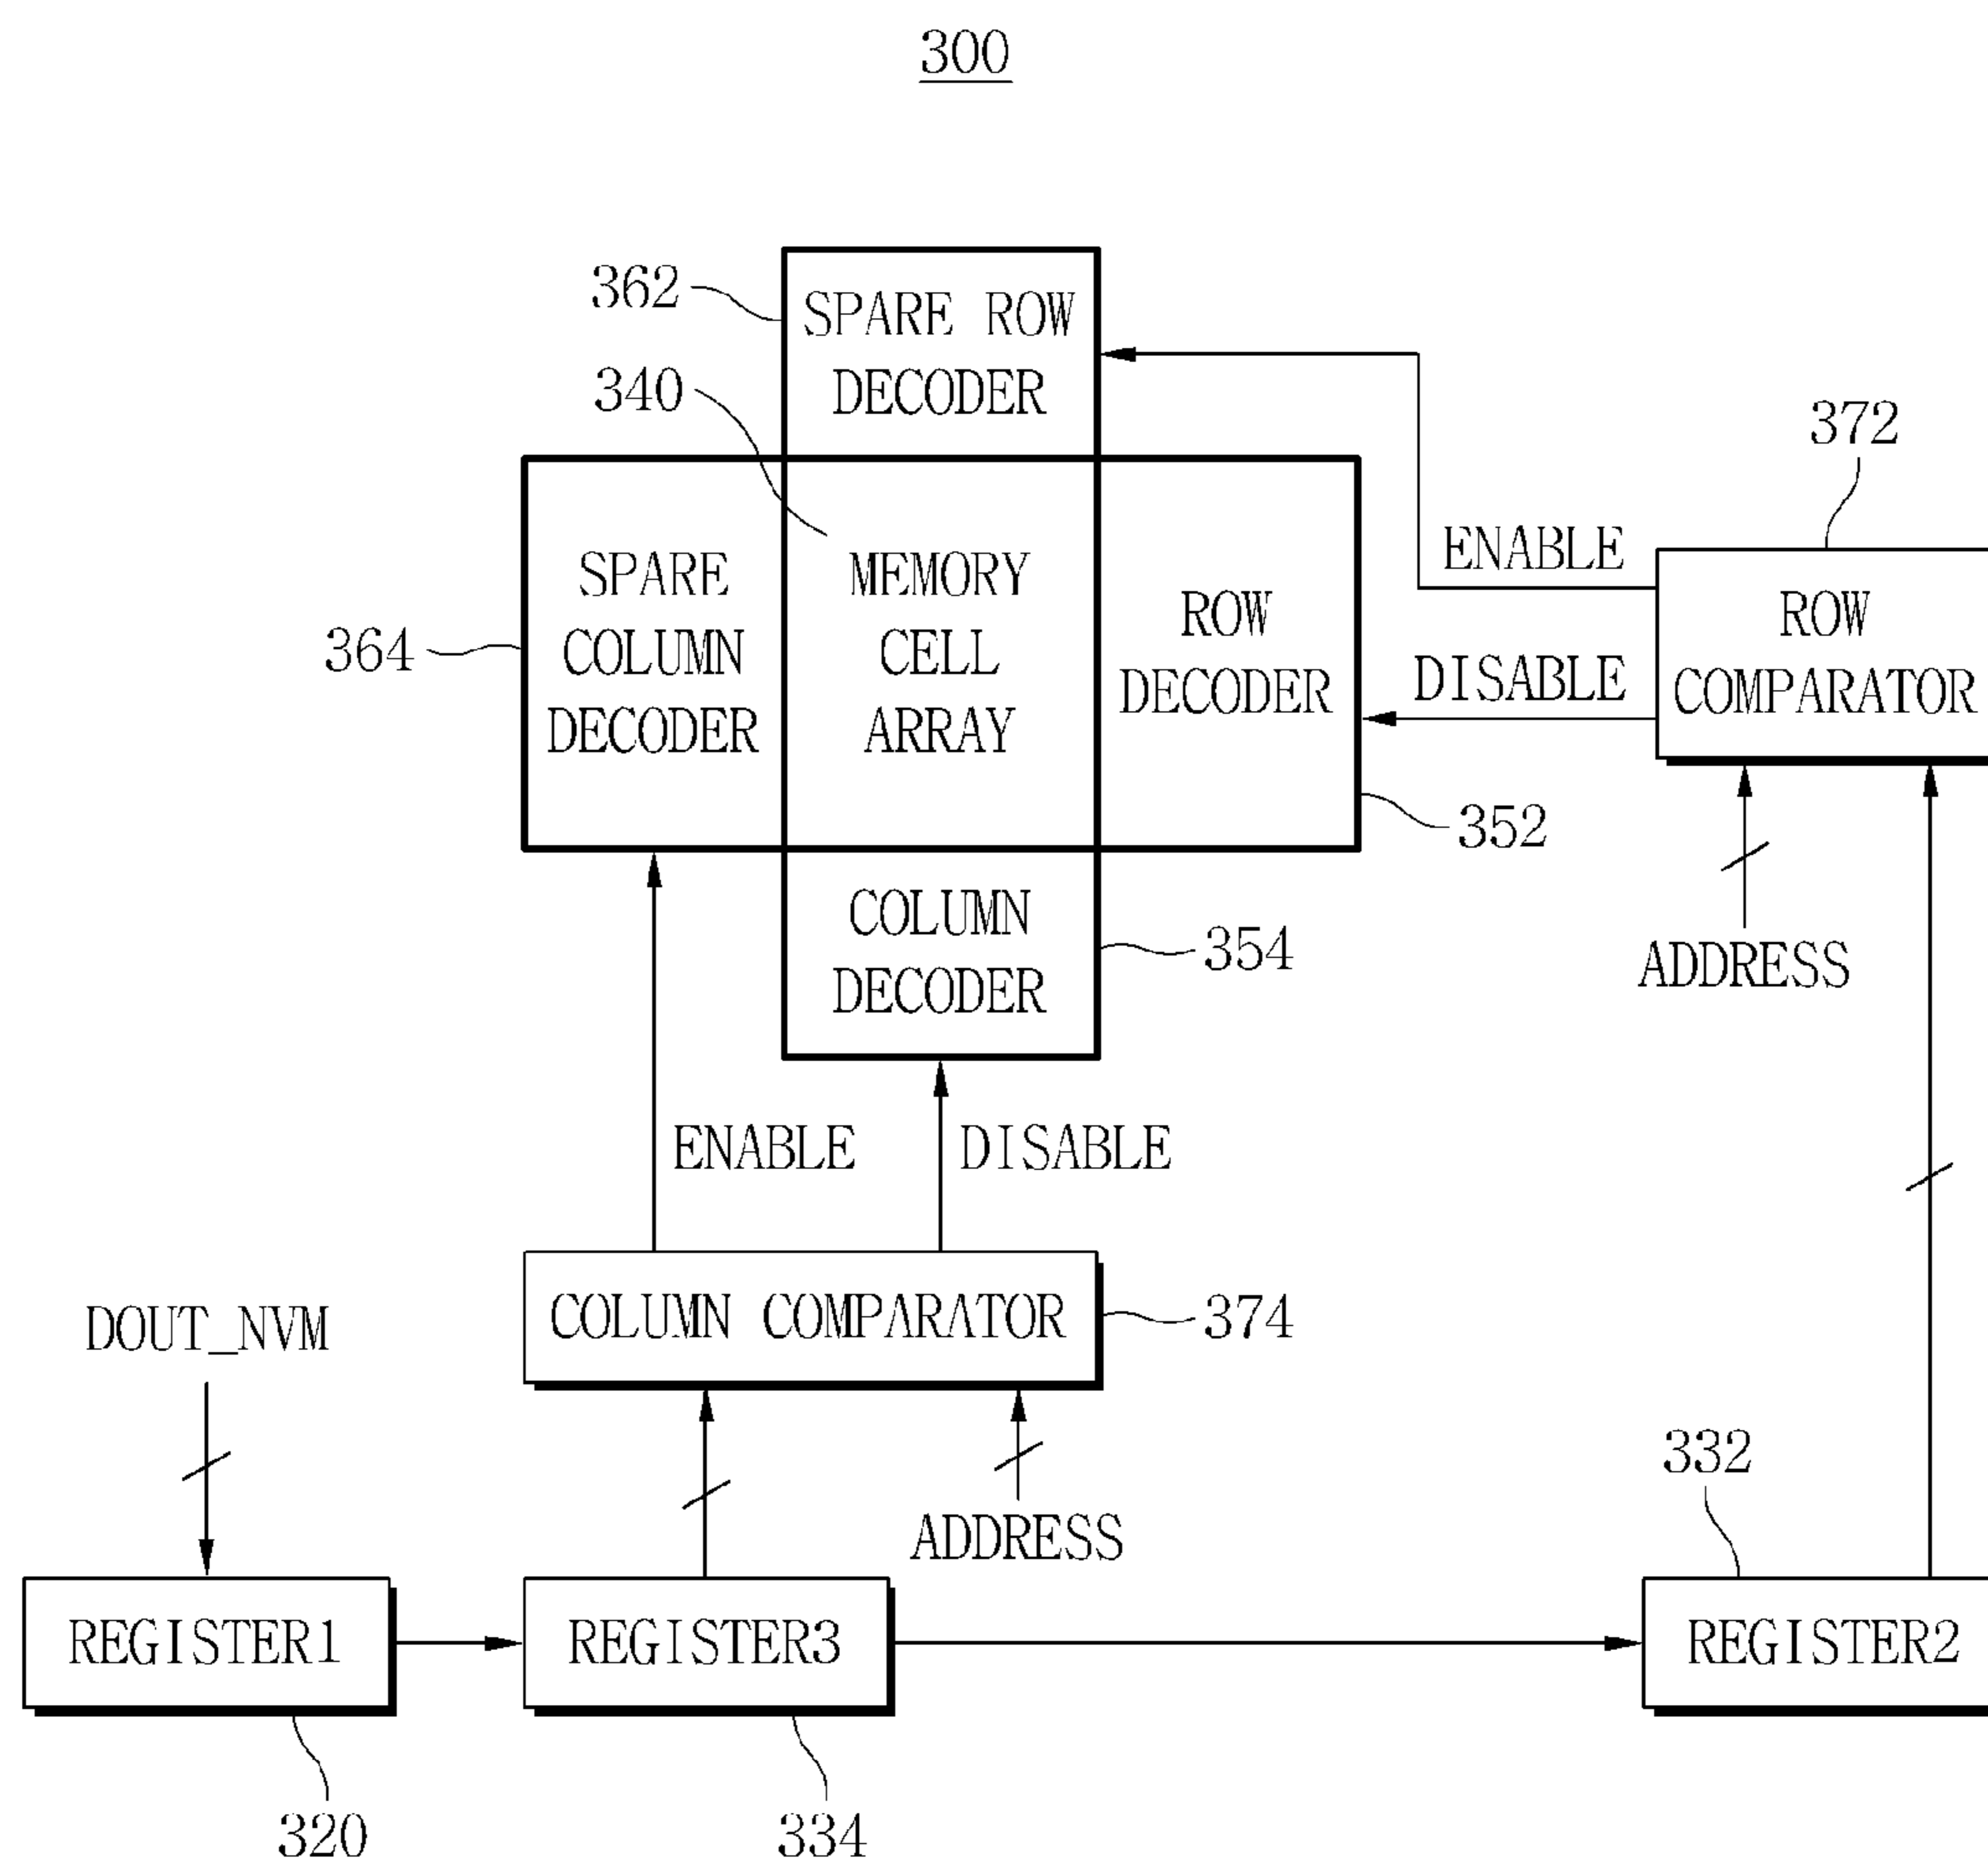 300
362
SPARE ROW
DECODER
340
372
SPARE
COLUMN
DECODER
MEMORY
CELL
ARRAY
ROW
DECODER
ENABLE
DISABLE
ROW
COMPARATOR
364
352
COLUMN
DECODER
354
ADDRESS
ENABLE
DISABLE
DOUT_NVM
COLUMN COMPARATOR
374
ADDRESS
332
REGISTER1
REGISTER3
REGISTER2
320
334